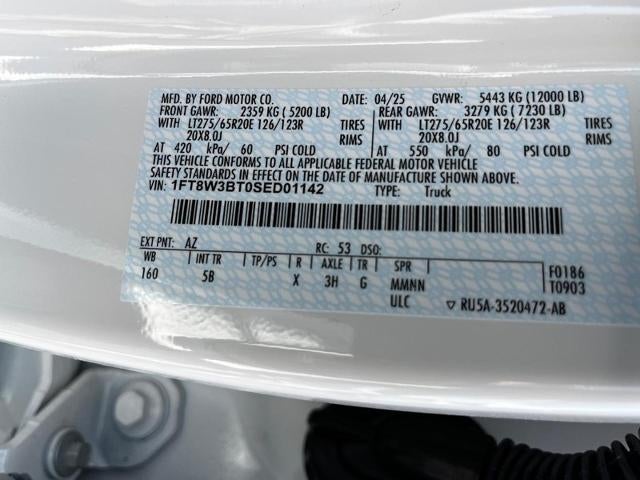 MFD. BY FORD MOTOR CO. DATE: 04/25 GVWR: 5443 KG (12000 LB)
FRONT GAWR: 2359 KG (5200 LB) REAR GAWR: 3279 KG (7230 LB)
WITH LT275/65R20E 126/123R TIRES WITH LT275/65R20E 126/123R TIRES
20X8.0J RIMS 20X8.0J RIMS
AT 420 kPa/ 60 PSI COLD AT 550 kPa/ 80 PSI COLD
THIS VEHICLE CONFORMS TO ALL APPLICABLE FEDERAL MOTOR VEHICLE
SAFETY STANDARDS IN EFFECT ON THE DATE OF MANUFACTURE SHOWN ABOVE.
VIN: 1FT8W3BT0SED01142 TYPE: Truck
EXT PNT: AZ RC: 53 DSO:
WB INT TR TP/PS R AXLE TR SPR F0186
160 5B X 3H G MMNN T0903
ULC ▽ RU5A-3520472-AB